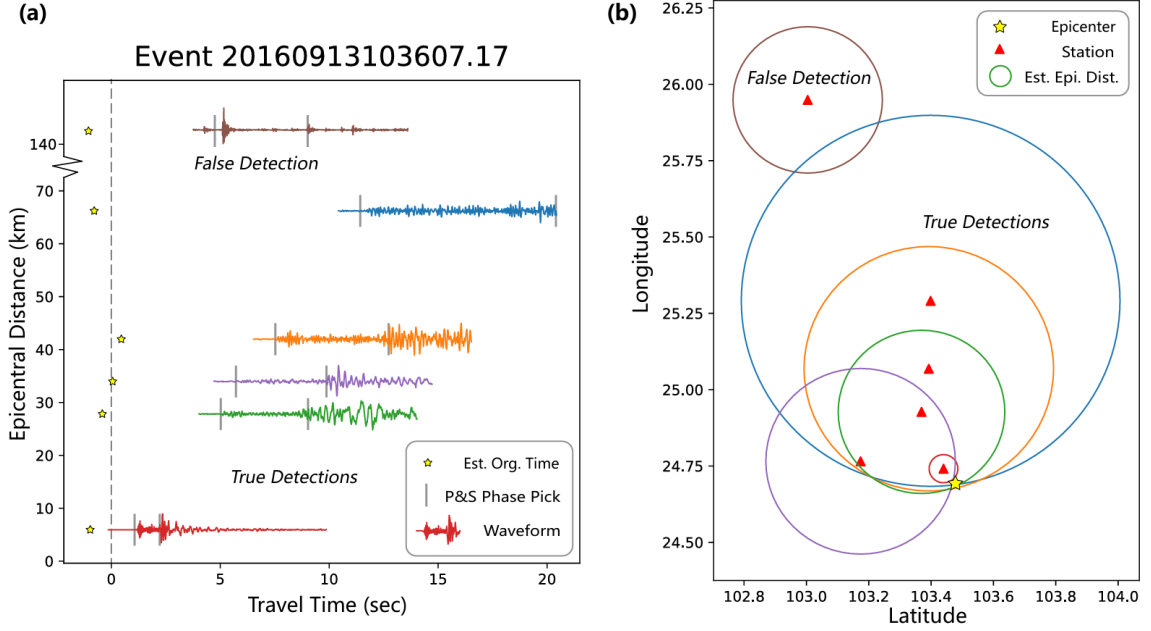 (a)
Event 20160913103607.17
Epicentral Distance (km)
140
70
60
50
40
30
20
10
0
False Detection
True Detections
Est. Org. Time
P&S Phase Pick
Waveform
0
5
10
15
20
Travel Time (sec)
(b)
Longitude
26.25
26.00
25.75
25.50
25.25
25.00
24.75
24.50
Epicenter
Station
Est. Epi. Dist.
False Detection
True Detections
102.8
103.0
103.2
103.4
103.6
103.8
104.0
Latitude